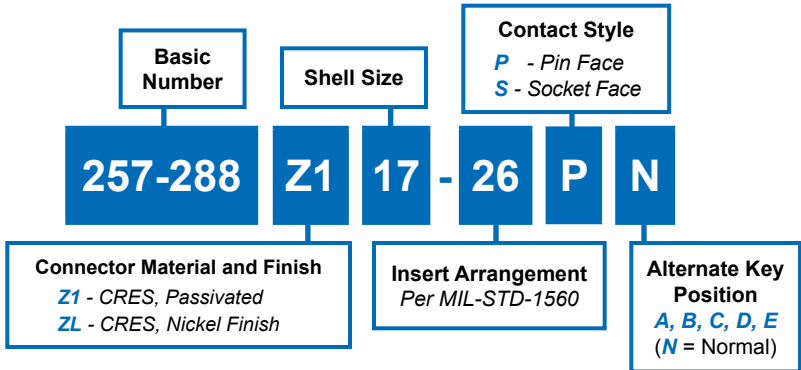 Basic
Number
Shell Size
Contact Style
P - Pin Face
S - Socket Face
257-288 Z1 17 - 26 P N
Connector Material and Finish
Z1 - CRES, Passivated
ZL - CRES, Nickel Finish
Insert Arrangement
Per MIL-STD-1560
Alternate Key
Position
A, B, C, D, E
(N = Normal)